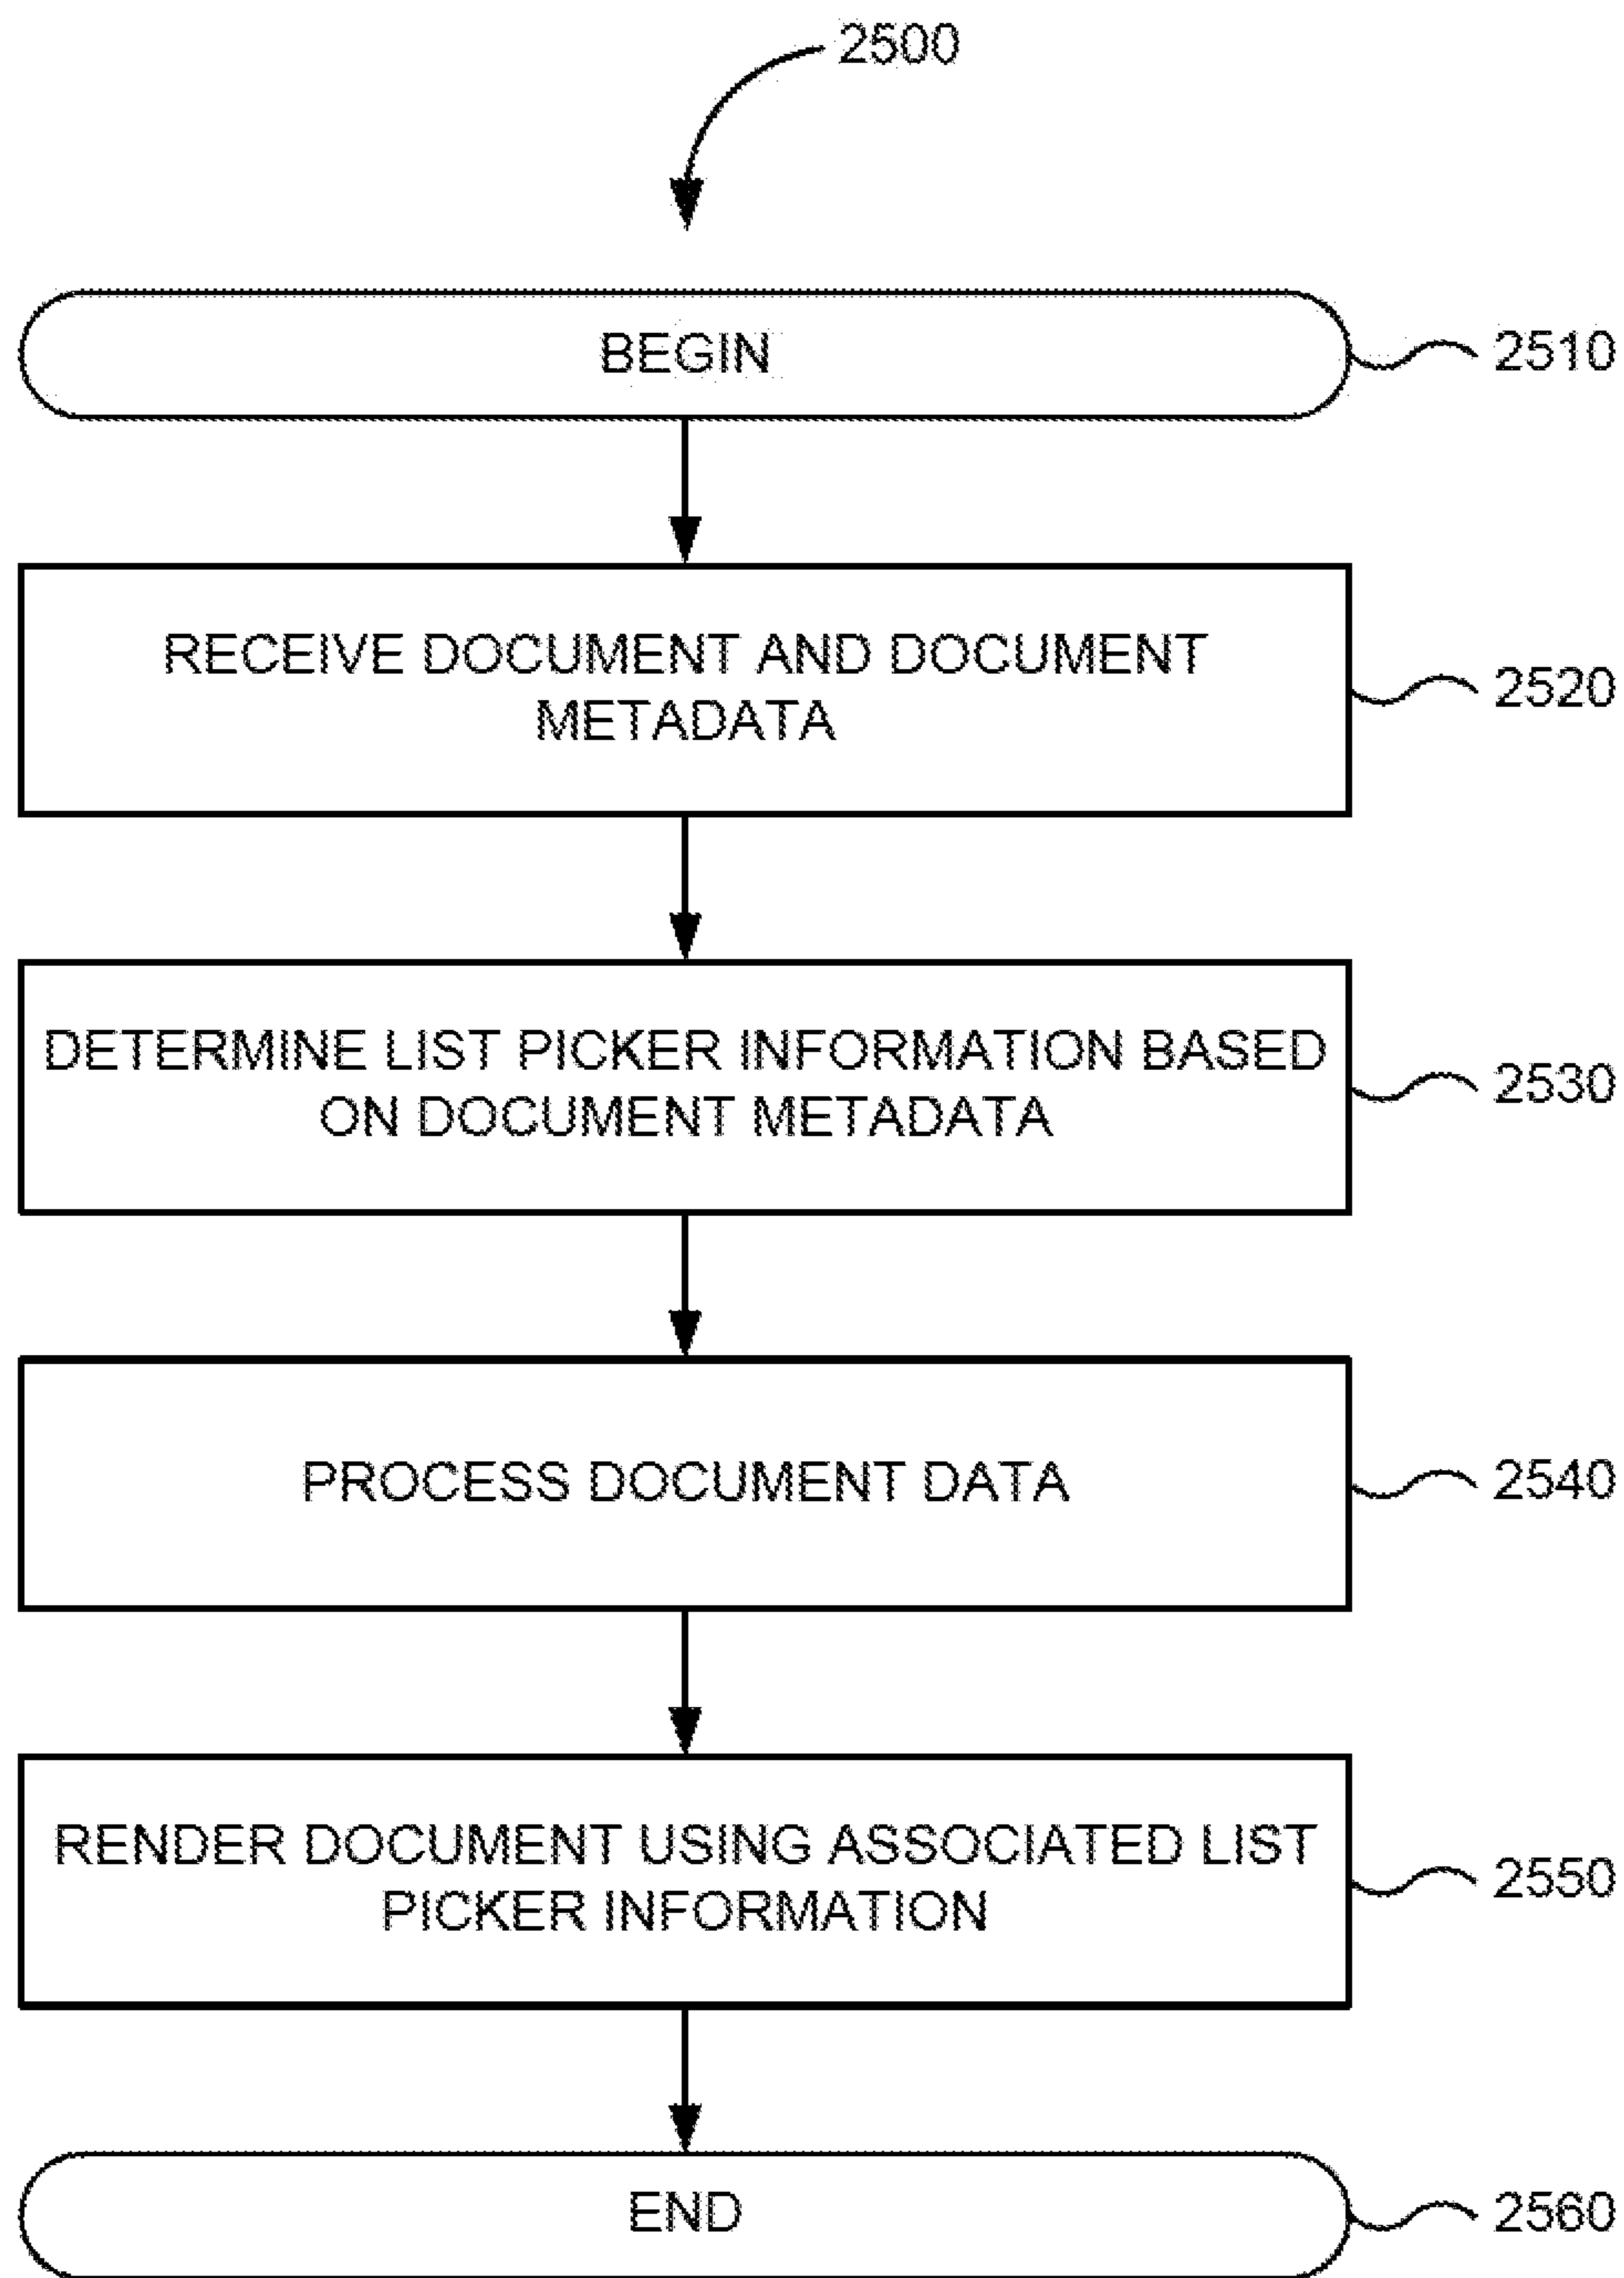 2500
BEGIN
2510
RECEIVE DOCUMENT AND DOCUMENT
METADATA
2520
DETERMINE LIST PICKER INFORMATION BASED
ON DOCUMENT METADATA
2530
PROCESS DOCUMENT DATA
2540
RENDER DOCUMENT USING ASSOCIATED LIST
PICKER INFORMATION
2550
END
2560